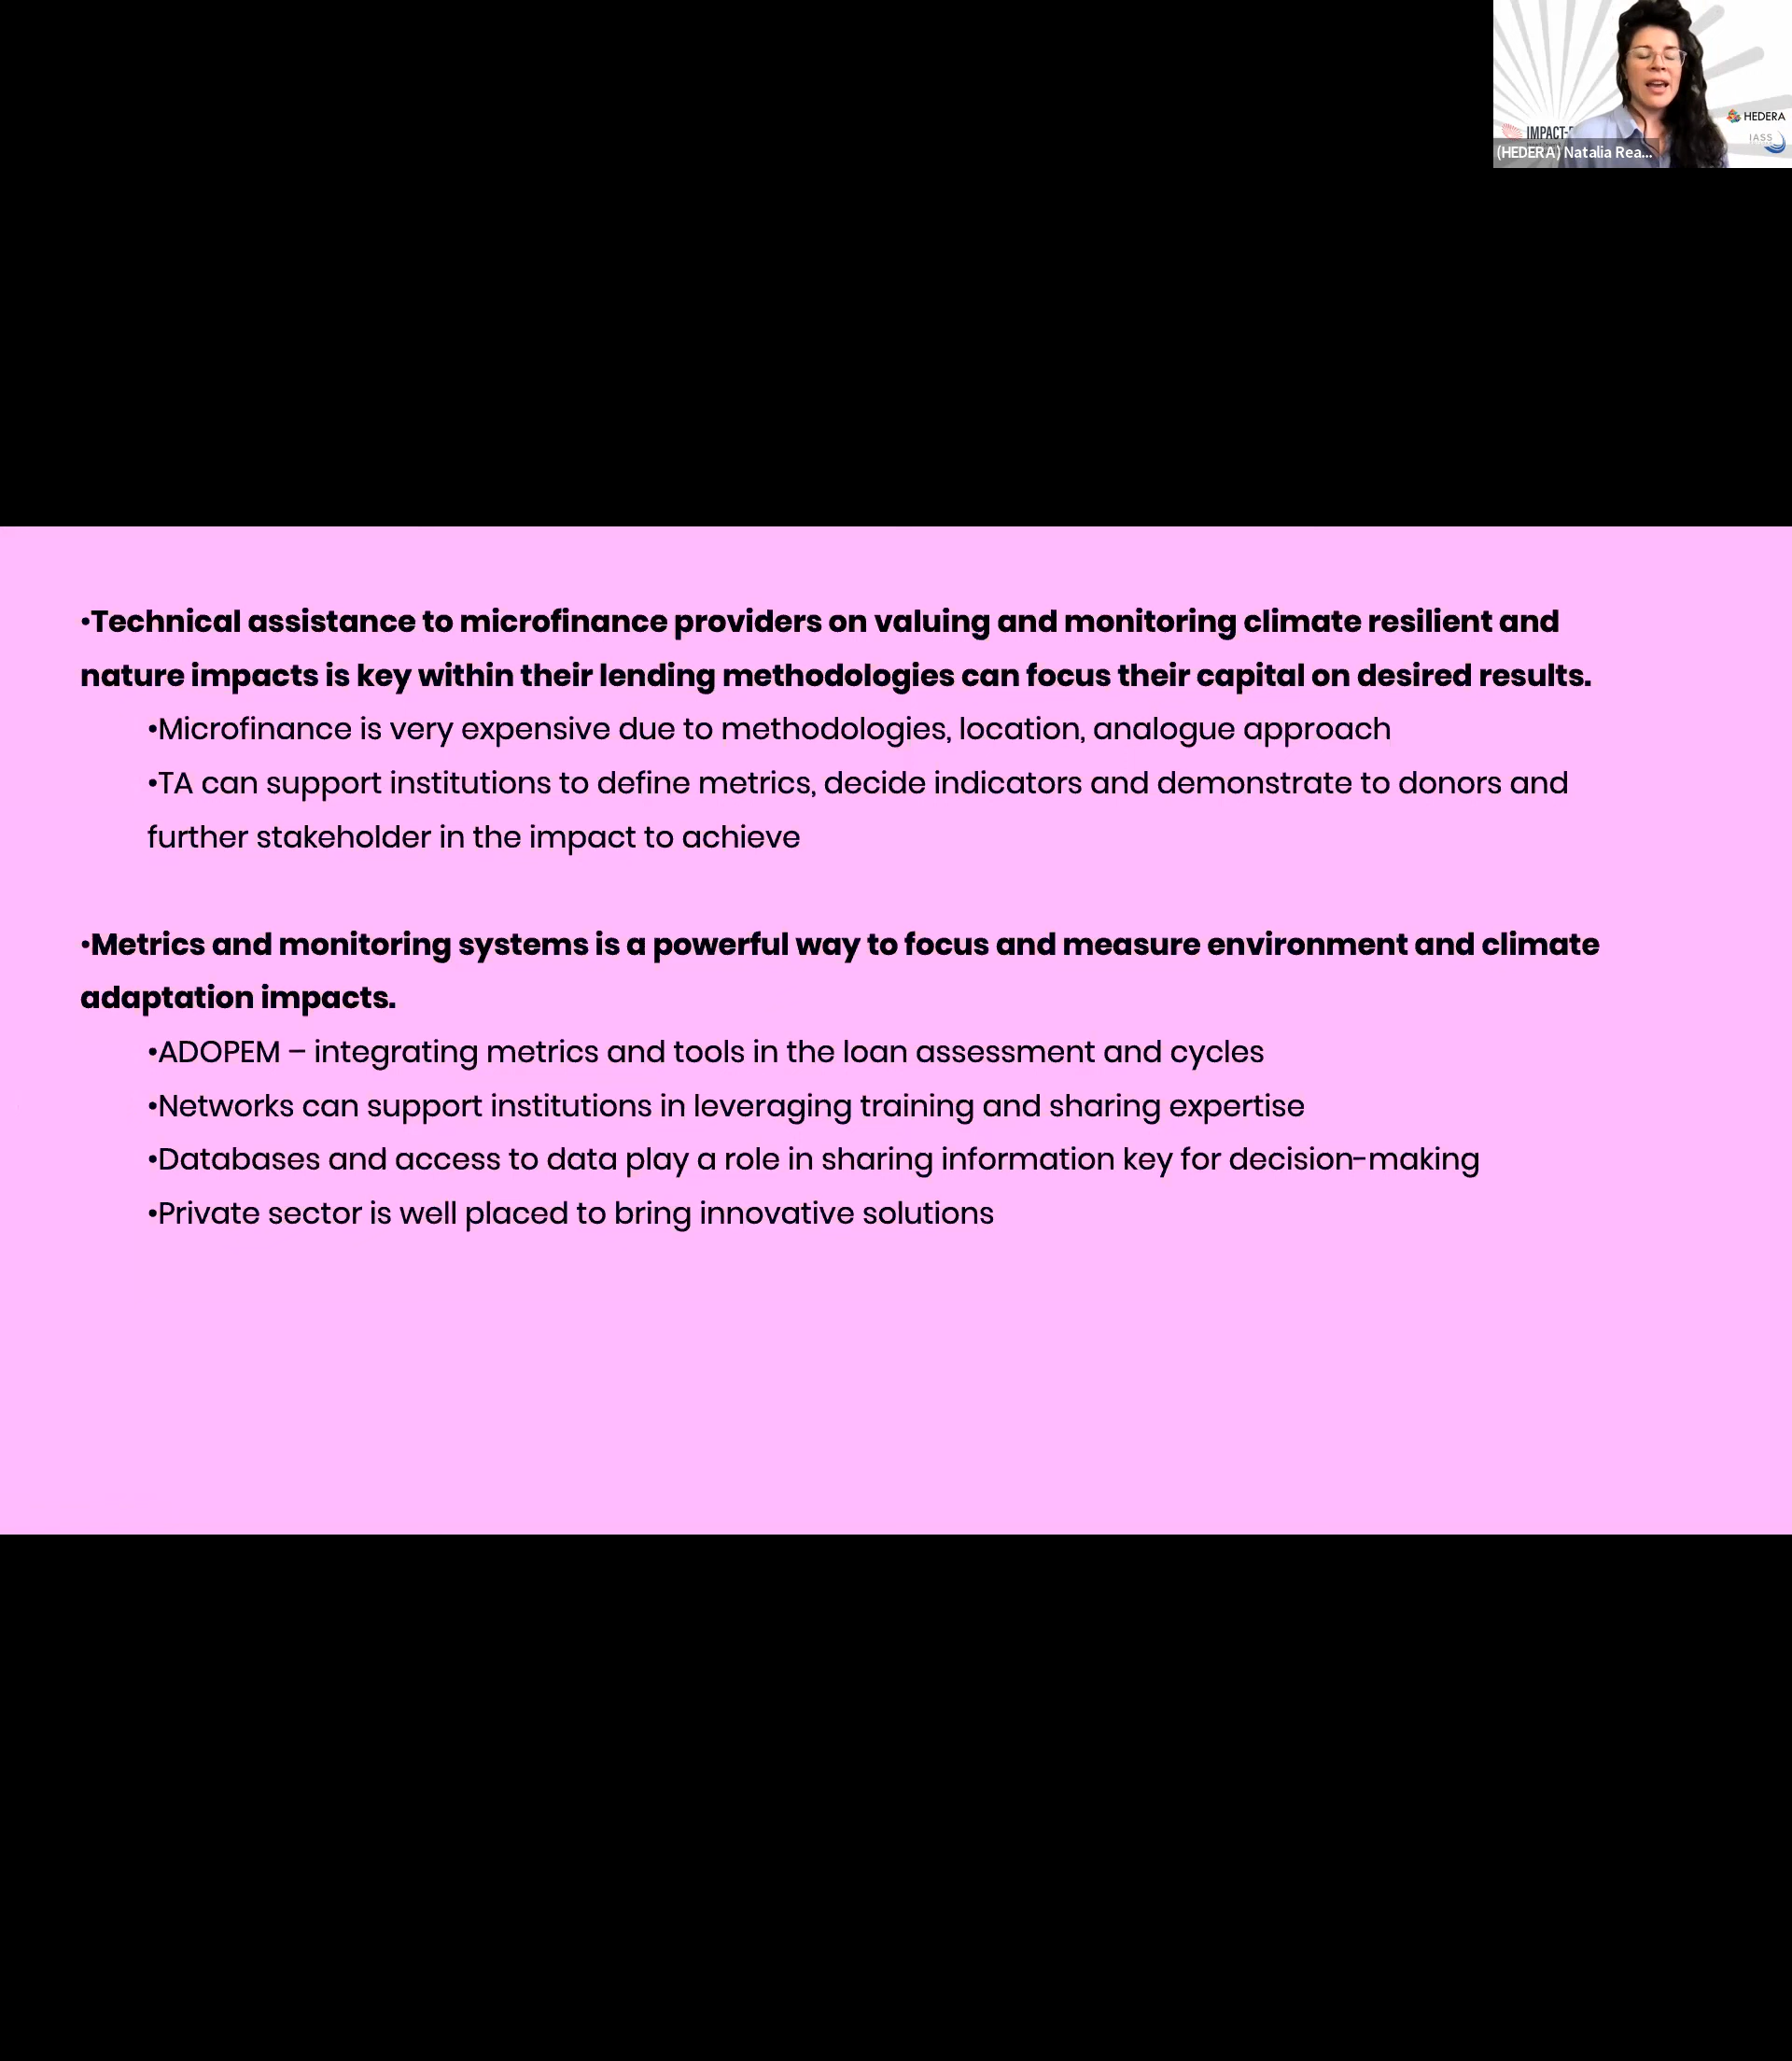 IMPACT-
HEDERA
IASS
(HEDERA) Natalia Rea...
•Technical assistance to microfinance providers on valuing and monitoring climate resilient and
nature impacts is key within their lending methodologies can focus their capital on desired results.
•Microfinance is very expensive due to methodologies, location, analogue approach
•TA can support institutions to define metrics, decide indicators and demonstrate to donors and
further stakeholder in the impact to achieve
•Metrics and monitoring systems is a powerful way to focus and measure environment and climate
adaptation impacts.
•ADOPEM – integrating metrics and tools in the loan assessment and cycles
•Networks can support institutions in leveraging training and sharing expertise
•Databases and access to data play a role in sharing information key for decision-making
•Private sector is well placed to bring innovative solutions